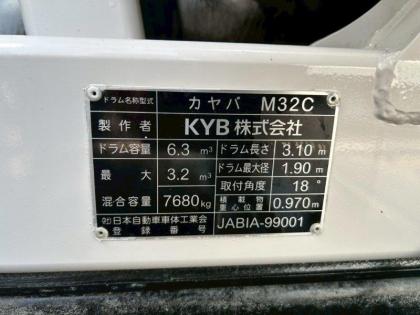 ドラム名称型式 カヤバ M32C
製作者 KYB株式会社
ドラム容量 6.3 m³ ドラム長さ 3.10 m
最大 3.2 m³ ドラム最大径 1.90 m
混合容量 7680 kg 取付角度 18°
積載物重心位置 0.970 m
㈳日本自動車車体工業会
登録番号 JABIA-99001